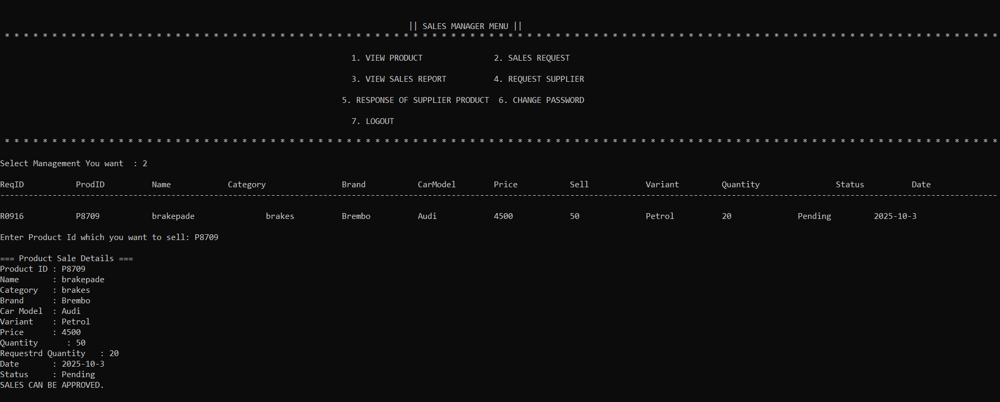 || SALES MANAGER MENU ||
* * * * * * * * * * * * * * * * * * * * * * * * * * * * * * * * * * * * * * * * * * * * * * * * * * * * * * * * * * * * * * * * * * * * * * * * * * * * * * * * * * * * * * * * * * * * * * * * * * * * * * * * *
1. VIEW PRODUCT 2. SALES REQUEST
3. VIEW SALES REPORT 4. REQUEST SUPPLIER
5. RESPONSE OF SUPPLIER PRODUCT 6. CHANGE PASSWORD
7. LOGOUT
* * * * * * * * * * * * * * * * * * * * * * * * * * * * * * * * * * * * * * * * * * * * * * * * * * * * * * * * * * * * * * * * * * * * * * * * * * * * * * * * * * * * * * * * * * * * * * * * * * * * * * * * *
Select Management You want : 2
ReqID ProdID Name Category Brand CarModel Price Sell Variant Quantity Status Date
------------------------------------------------------------------------------------------------------------------------------------------------------------------------------------------------------------------
R0916 P8709 brakepade brakes Brembo Audi 4500 50 Petrol 20 Pending 2025-10-3
Enter Product Id which you want to sell: P8709
=== Product Sale Details ===
Product ID : P8709
Name : brakepade
Category : brakes
Brand : Brembo
Car Model : Audi
Variant : Petrol
Price : 4500
Quantity : 50
Requestrd Quantity : 20
Date : 2025-10-3
Status : Pending
SALES CAN BE APPROVED.